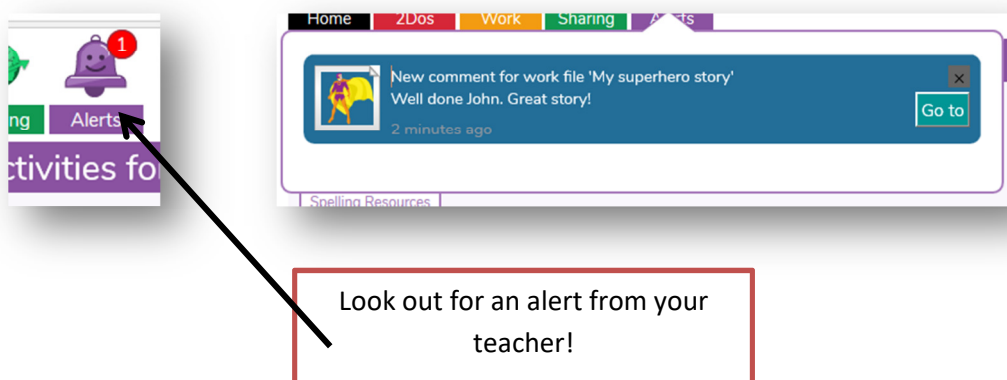 1
ng
Alerts
ctivities fo
Home 2Dos Work Sharing Alerts
New comment for work file 'My superhero story'
Well done John. Great story!
2 minutes ago
×
Go to
Spelling Resources
Look out for an alert from your
teacher!